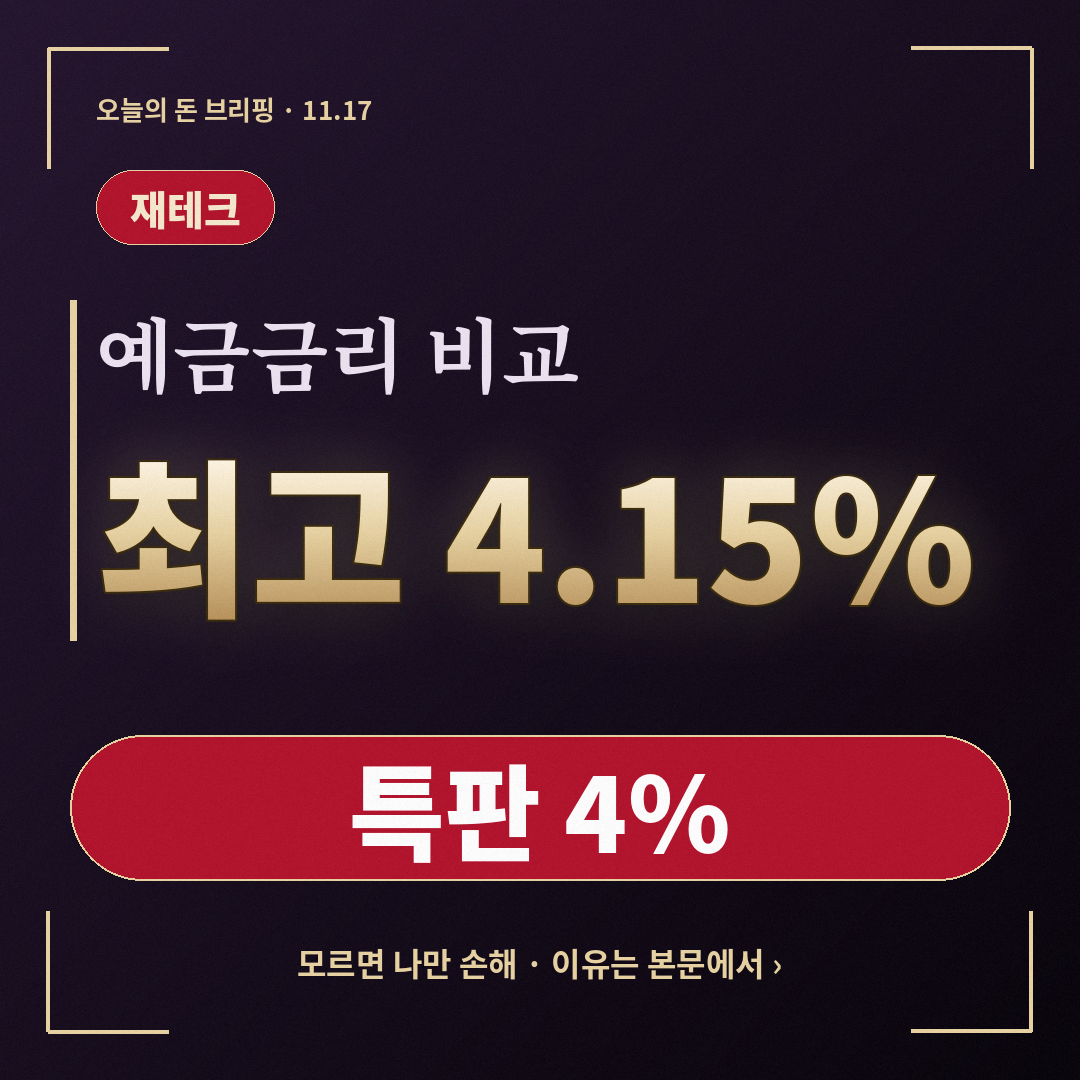 오늘의 돈 브리핑 · 11.17
재테크
예금금리 비교
최고 4.15%
특판 4%
모르면 나만 손해 · 이유는 본문에서 ›